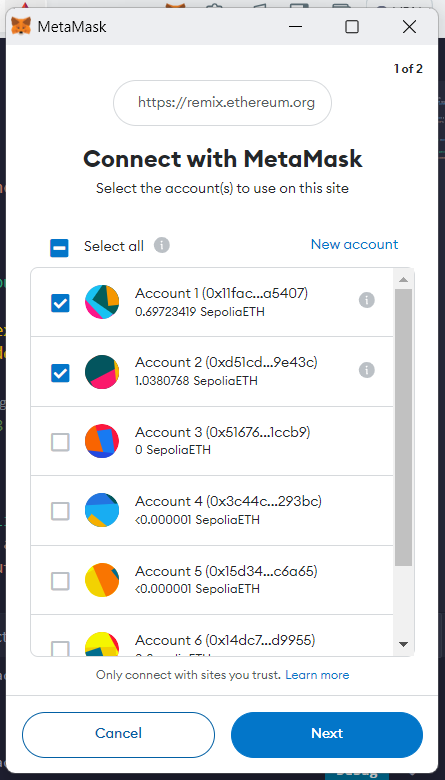 MetaMask
1 of 2
https://remix.ethereum.org
Connect with MetaMask
Select the account(s) to use on this site
Select all
New account
Account 1 (0x11fac...a5407)
0.69723419 SepoliaETH
Account 2 (0xd51cd...9e43c)
1.0380768 SepoliaETH
Account 3 (0x51676...1ccb9)
0 SepoliaETH
Account 4 (0x3c44c...293bc)
<0.000001 SepoliaETH
Account 5 (0x15d34...c6a65)
<0.000001 SepoliaETH
Account 6 (0x14dc7...d9955)
Only connect with sites you trust. Learn more
Cancel
Next